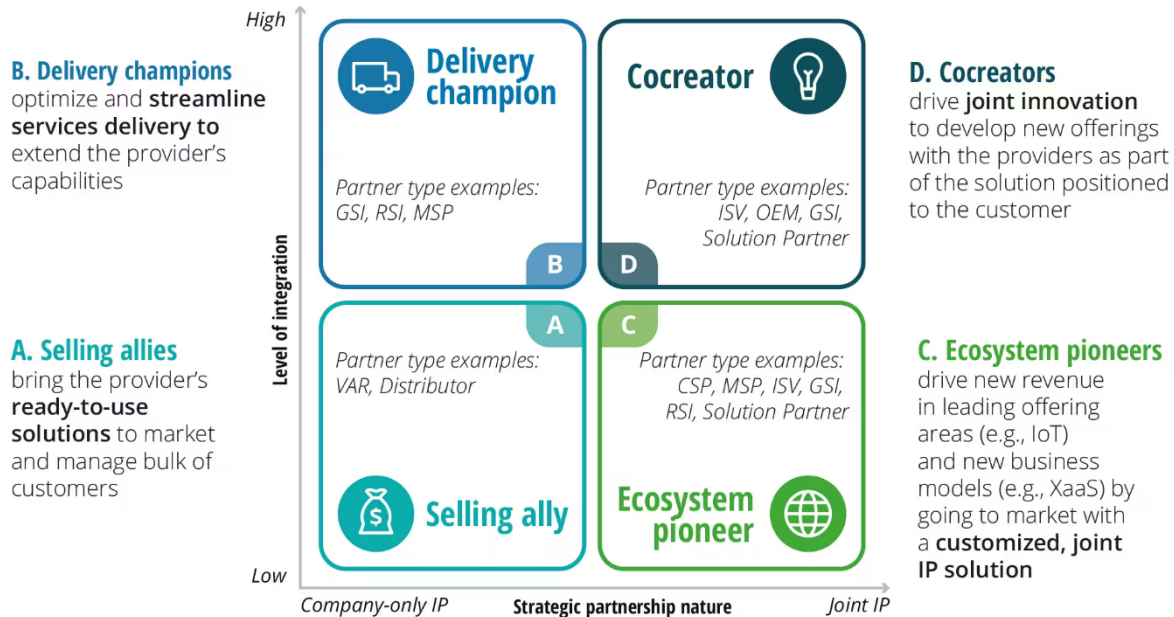 High
B. Delivery champions
optimize and streamline
services delivery to
extend the provider's
capabilities
Delivery
champion
Partner type examples:
GSI, RSI, MSP
B
Cocreator
Partner type examples:
ISV, OEM, GSI,
Solution Partner
D
D. Cocreators
drive joint innovation
to develop new offerings
with the providers as part
of the solution positioned
to the customer
Level of integration
A. Selling allies
bring the provider's
ready-to-use
solutions to market
and manage bulk of
customers
A
Partner type examples:
VAR, Distributor
$
Selling ally
C
Partner type examples:
CSP, MSP, ISV, GSI,
RSI, Solution Partner
Ecosystem
pioneer
C. Ecosystem pioneers
drive new revenue
in leading offering
areas (e.g., IoT)
and new business
models (e.g., XaaS) by
going to market with
a customized, joint
IP solution
Low
Company-only IP
Strategic partnership nature
Joint IP